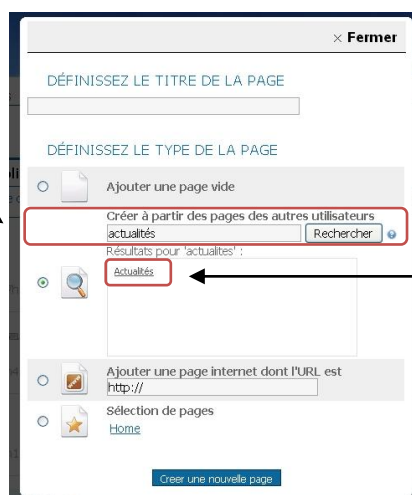 × Fermer
DÉFINISSEZ LE TITRE DE LA PAGE
DÉFINISSEZ LE TYPE DE LA PAGE
Ajouter une page vide
Créer à partir des pages des autres utilisateurs
actualités Rechercher
Résultats pour 'actualites' :
Actualités
Ajouter une page internet dont l'URL est
http://
Sélection de pages
Home
Creer une nouvelle page